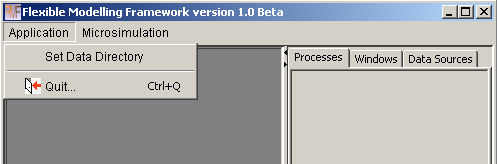 Flexible Modelling Framework version 1.0 Beta
Application Microsimulation
Set Data Directory
Quit... Ctrl+Q
Processes Windows Data Sources